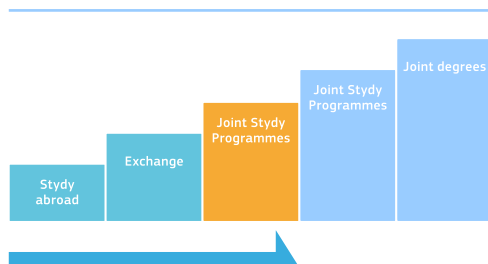 Stydy
abroad
Exchange
Joint Stydy
Programmes
Joint Stydy
Programmes
Joint degrees